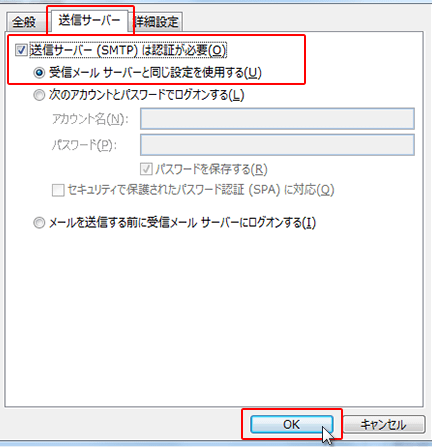 全般 送信サーバー 詳細設定
送信サーバー (SMTP) は認証が必要(O)
受信メール サーバーと同じ設定を使用する(U)
次のアカウントとパスワードでログオンする(L)
アカウント名(N):
パスワード(P):
パスワードを保存する(R)
セキュリティで保護されたパスワード認証 (SPA) に対応(Q)
メールを送信する前に受信メール サーバーにログオンする(I)
OK キャンセル